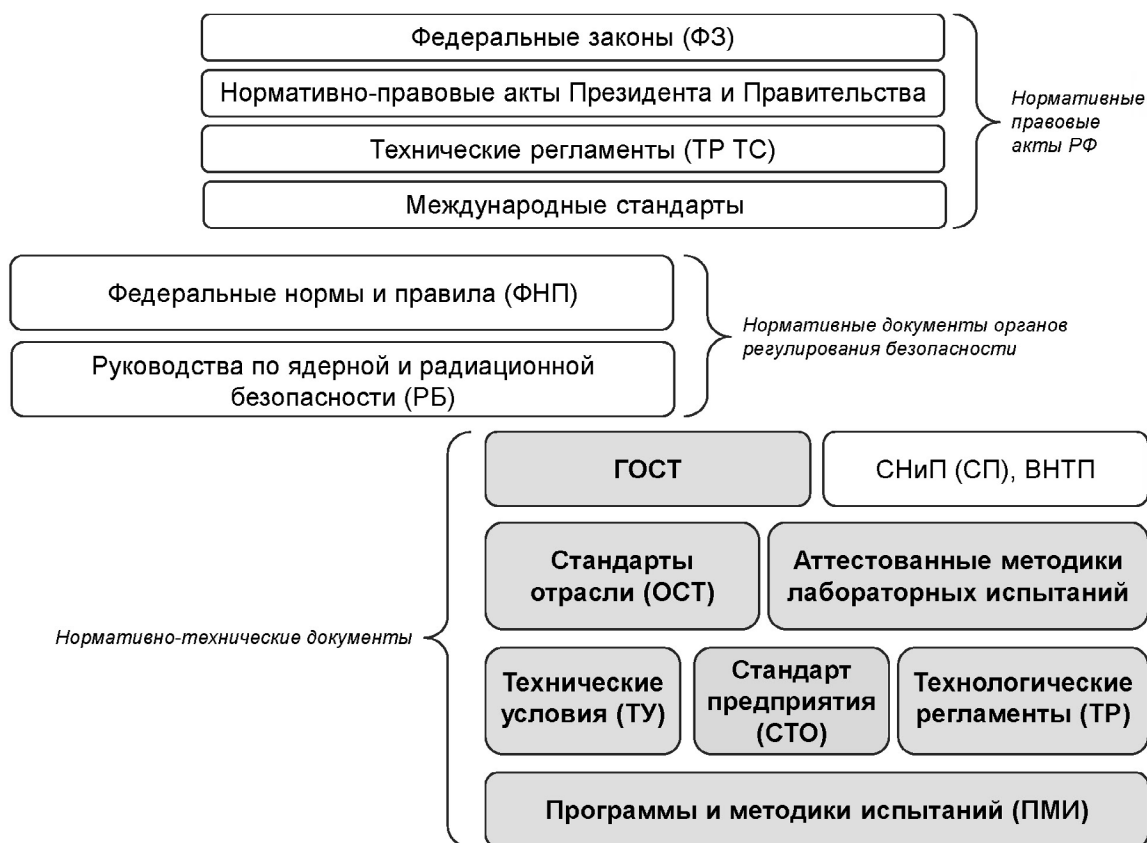 Федеральные законы (ФЗ)
Нормативно-правовые акты Президента и Правительства
Технические регламенты (ТР ТС)
Международные стандарты
Нормативные
правовые
акты РФ
Федеральные нормы и правила (ФНП)
Руководства по ядерной и радиационной
безопасности (РБ)
Нормативные документы органов
регулирования безопасности
ГОСТ
СНиП (СП), ВНТП
Стандарты
отрасли (ОСТ)
Аттестованные методики
лабораторных испытаний
Нормативно-технические документы
Технические
условия (ТУ)
Стандарт
предприятия
(СТО)
Технологические
регламенты (ТР)
Программы и методики испытаний (ПМИ)